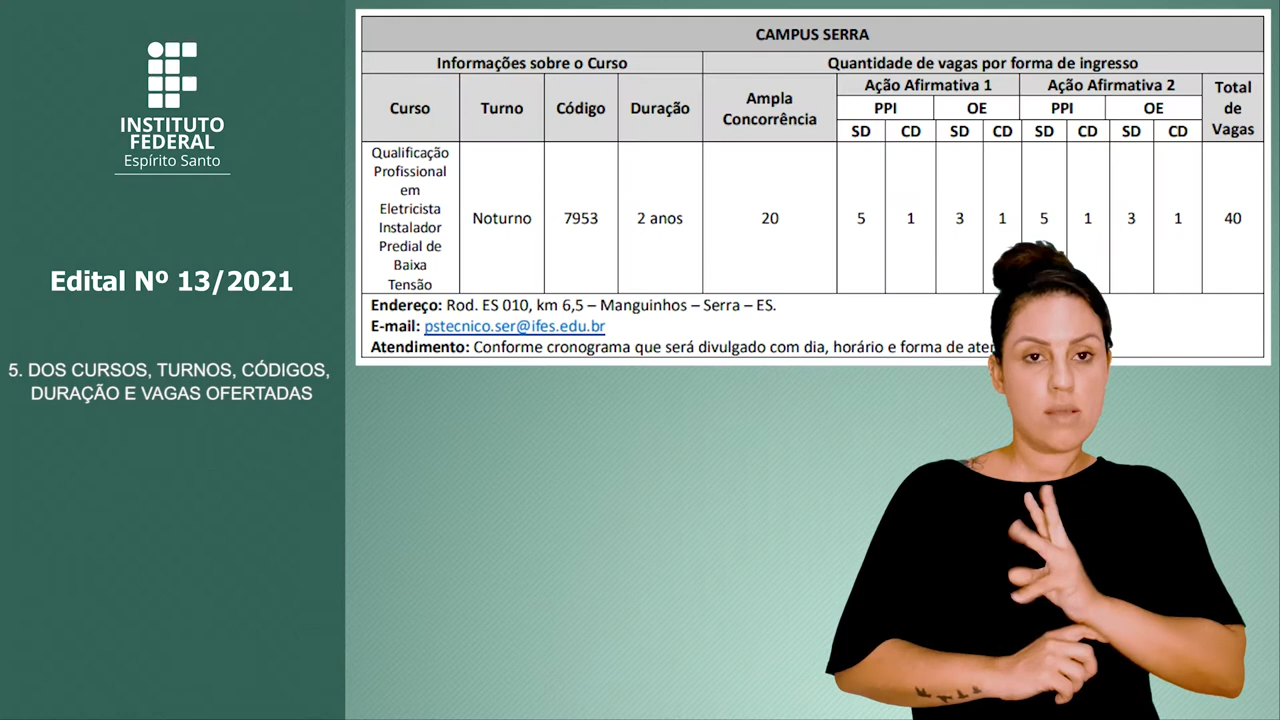 INSTITUTO
FEDERAL
Espírito Santo
Edital Nº 13/2021
5. DOS CURSOS, TURNOS, CÓDIGOS,
DURAÇÃO E VAGAS OFERTADAS
CAMPUS SERRA
Informações sobre o Curso
Quantidade de vagas por forma de ingresso
Curso
Turno
Código
Duração
Ampla
Concorrência
Ação Afirmativa 1
Ação Afirmativa 2
Total
de
Vagas
PPI
OE
PPI
OE
SD
CD
SD
CD
SD
CD
SD
CD
Qualificação
Profissional
em
Eletricista
Instalador
Predial de
Baixa
Tensão
Noturno
7953
2 anos
20
5
1
3
1
5
1
3
1
40
Endereço: Rod. ES 010, km 6,5 – Manguinhos – Serra – ES.
E-mail: pstecnico.ser@ifes.edu.br
Atendimento: Conforme cronograma que será divulgado com dia, horário e forma de